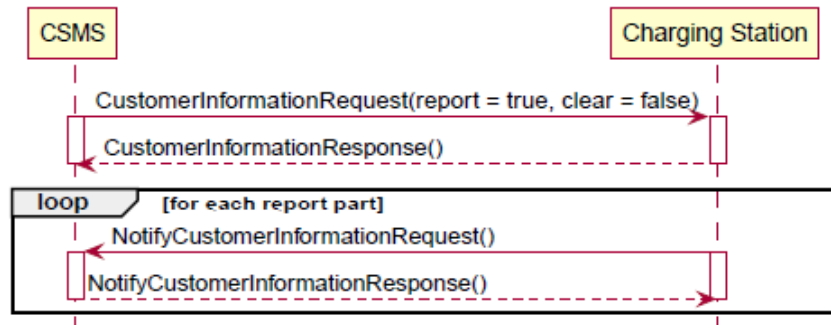 CSMS
Charging Station
CustomerInformationRequest(report = true, clear = false)
CustomerInformationResponse()
loop
[for each report part]
NotifyCustomerInformationRequest()
NotifyCustomerInformationResponse()